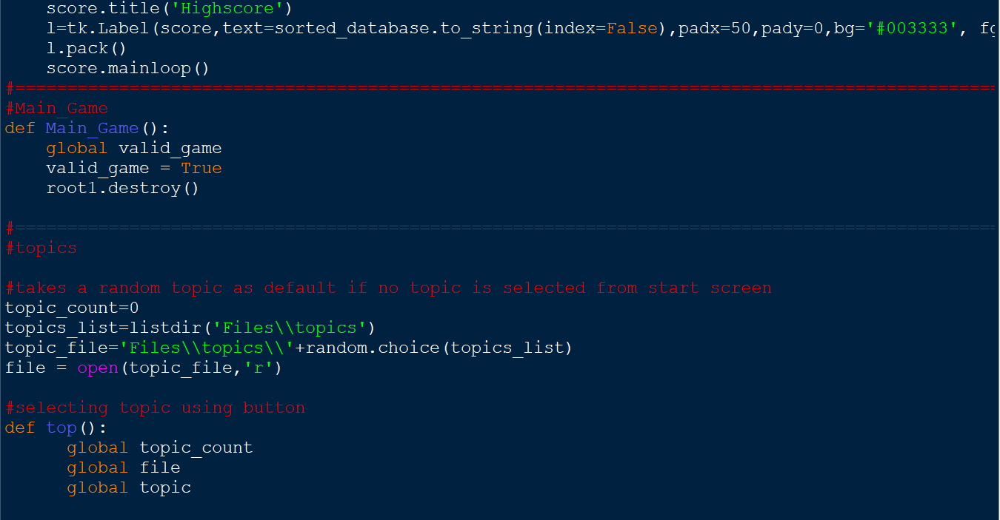 score.title('Highscore')
    l=tk.Label(score,text=sorted_database.to_string(index=False),padx=50,pady=0,bg='#003333', fg
    l.pack()
    score.mainloop()
#===============================================================================================
#Main_Game
def Main_Game():
    global valid_game
    valid_game = True
    root1.destroy()
#===============================================================================================
#topics
#takes a random topic as default if no topic is selected from start screen
topic_count=0
topics_list=listdir('Files\\topics')
topic_file='Files\\topics\\'+random.choice(topics_list)
file = open(topic_file,'r')
#selecting topic using button
def top():
      global topic_count
      global file
      global topic